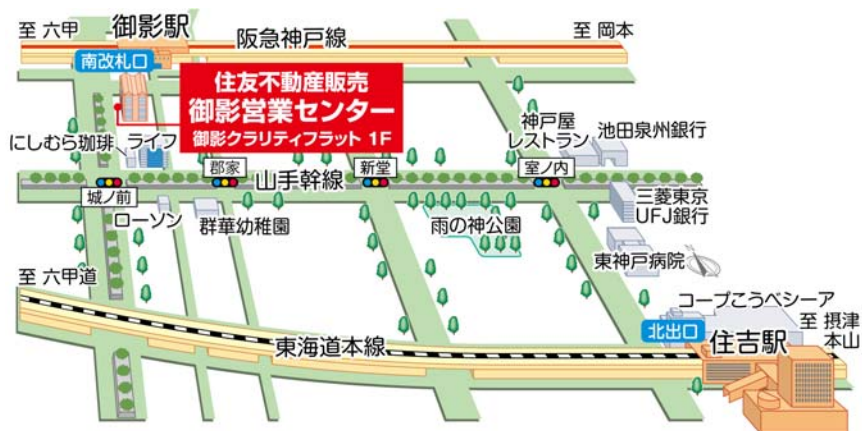 至 六甲
御影駅
阪急神戸線
至 岡本
南改札口
住友不動産販売
御影営業センター
御影クラリティフラット 1F
にしむら珈琲
ライフ
神戸屋
レストラン
池田泉州銀行
郡家
山手幹線
新堂
室ノ内
城ノ前
ローソン
群華幼稚園
雨の神公園
三菱東京
UFJ銀行
東神戸病院
至 六甲道
コープこうべシーア
北出口
住吉駅
至 摂津
本山
東海道本線